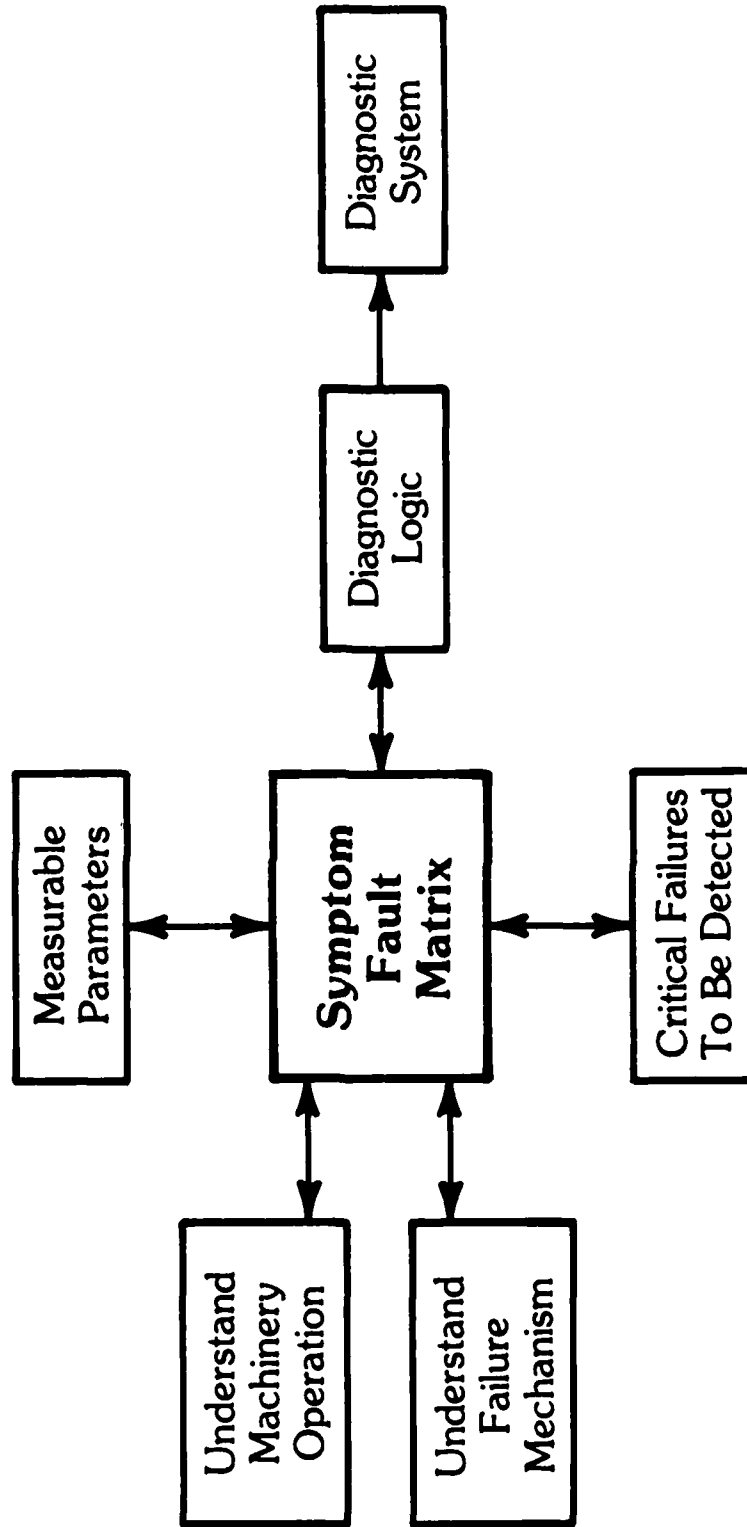 Measurable
Parameters
Understand
Machinery
Operation
Understand
Failure
Mechanism
Symptom
Fault
Matrix
Diagnostic
Logic
Diagnostic
System
Critical Failures
To Be Detected